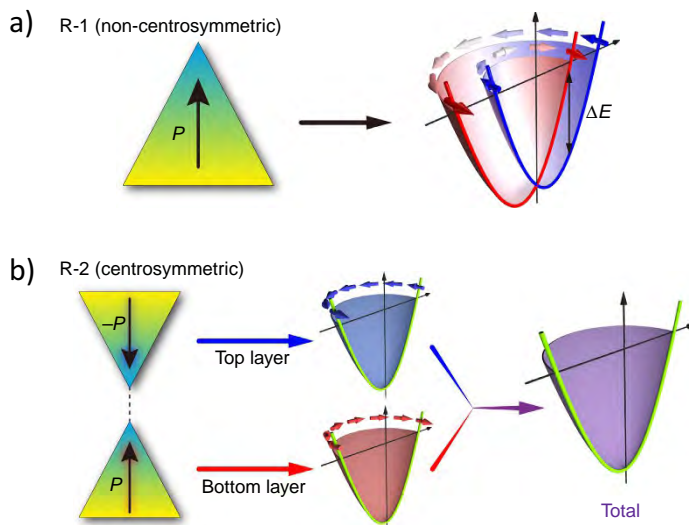 a)
R-1 (non-centrosymmetric)
P
ΔE
b)
R-2 (centrosymmetric)
–P
Top layer
P
Bottom layer
Total